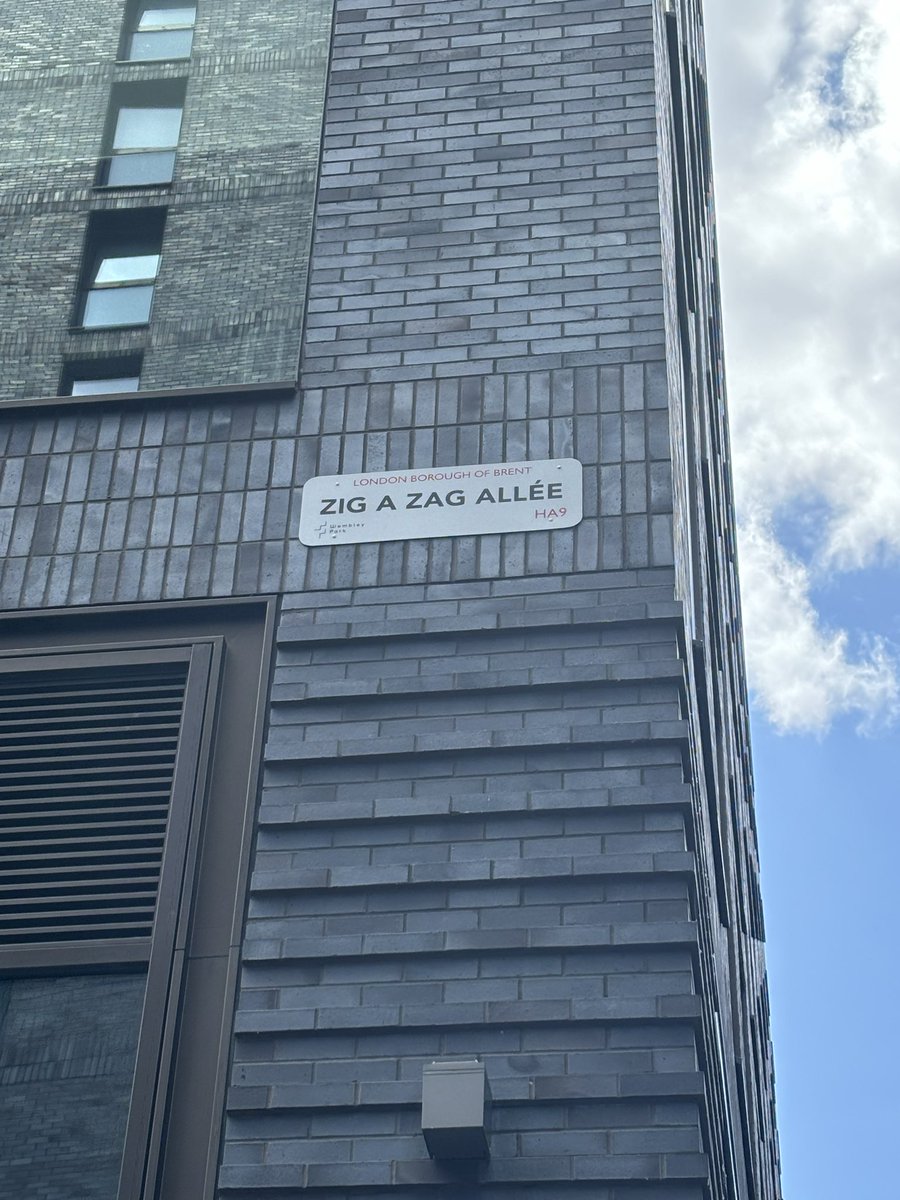 LONDON BOROUGH OF BRENT
ZIG A ZAG ALLÉE
HA9
Wembley
Park